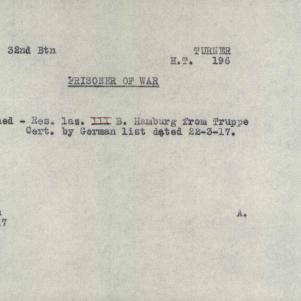 32nd Btn TURNER
H.T. 196
PRISONER OF WAR
ned - Res. laz. III B. Hamburg from Truppe
Cert. by German list dated 22-3-17.
A.
7